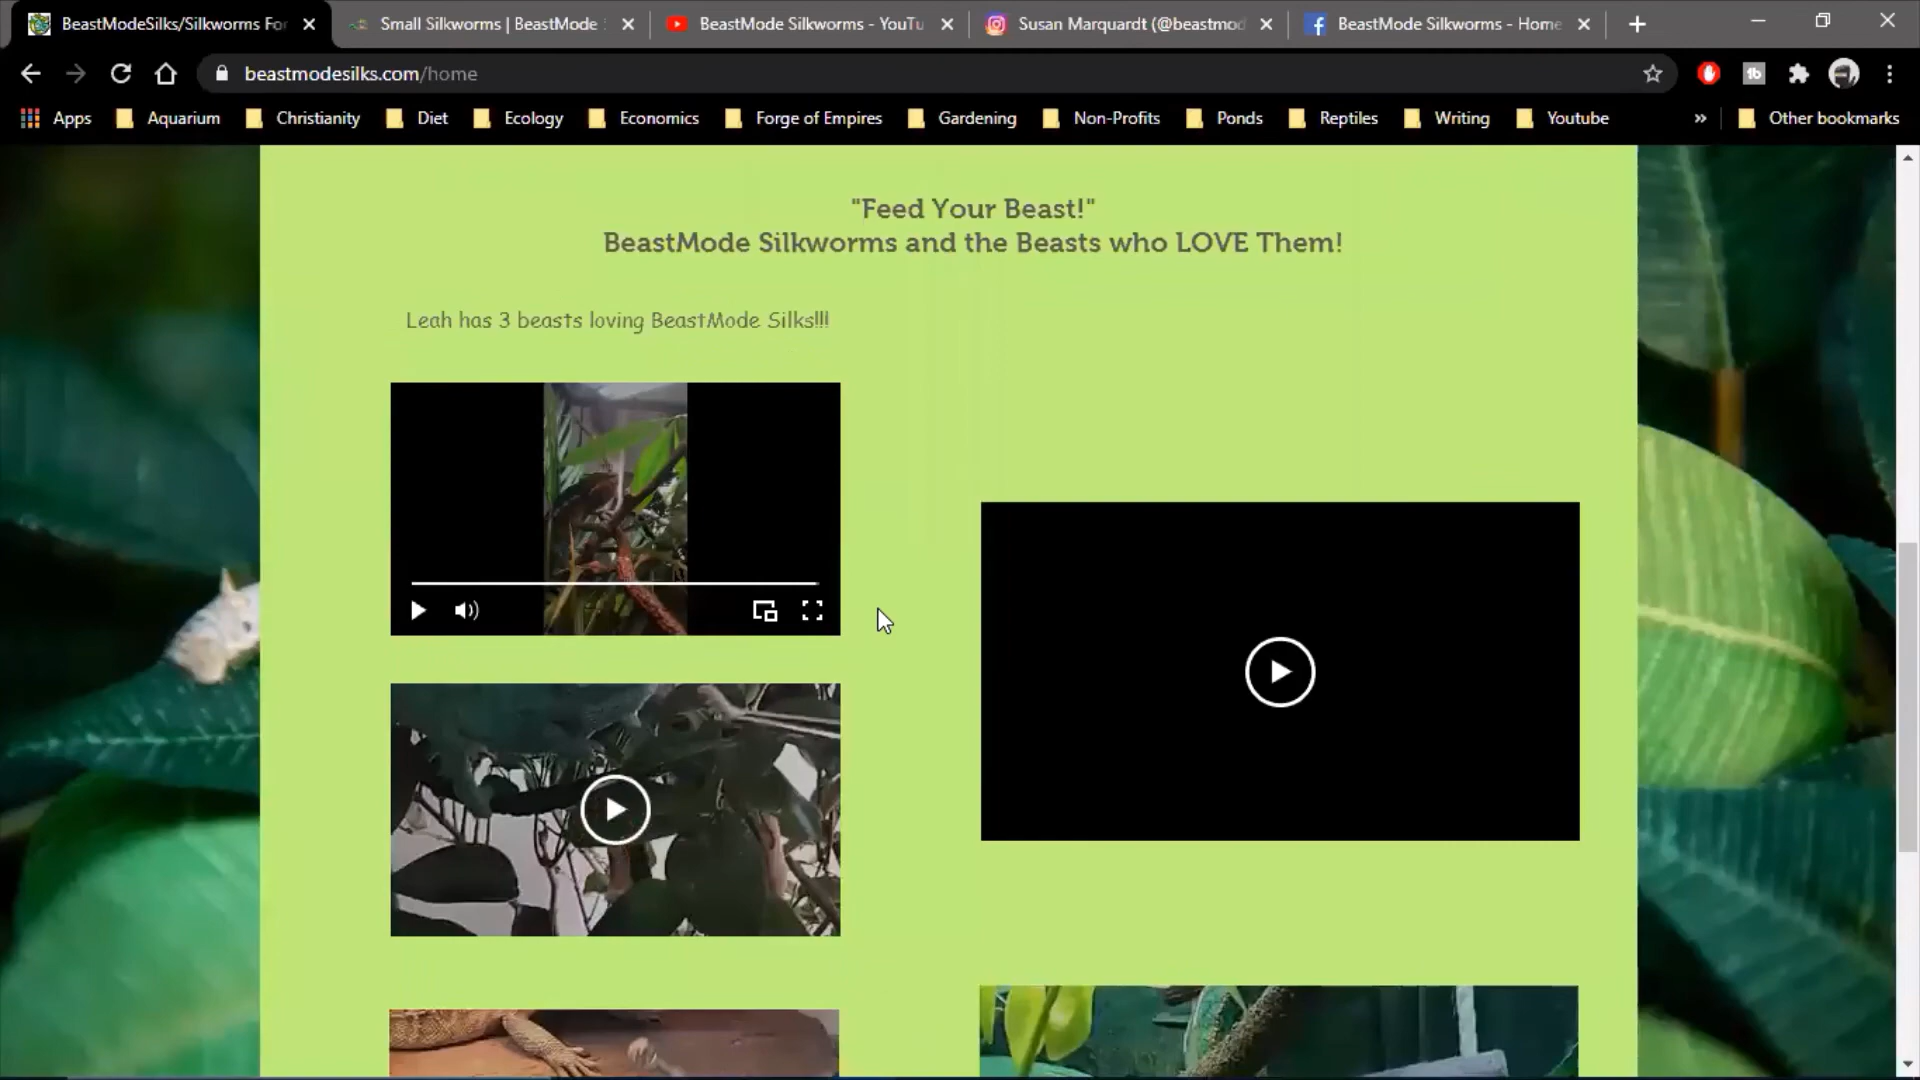 BeastModeSilks/Silkworms For
Small Silkworms | BeastMode
BeastMode Silkworms - YouTu
Susan Marquardt (@beastmod
BeastMode Silkworms - Home
beastmodesilks.com/home
Apps
Aquarium
Christianity
Diet
Ecology
Economics
Forge of Empires
Gardening
Non-Profits
Ponds
Reptiles
Writing
Youtube
»
Other bookmarks
"Feed Your Beast!"
BeastMode Silkworms and the Beasts who LOVE Them!
Leah has 3 beasts loving BeastMode Silks!!!